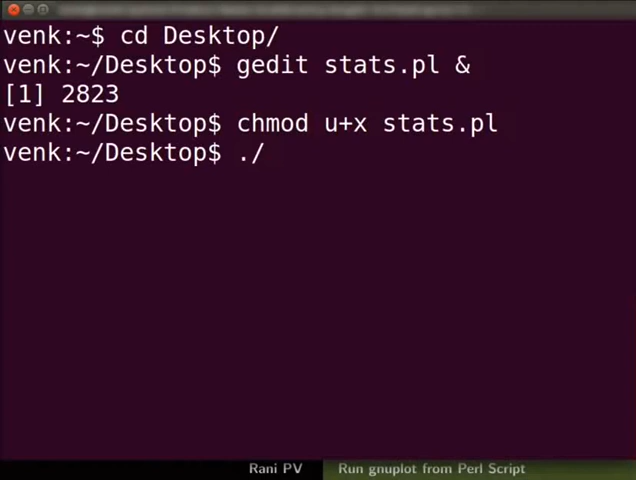 venk:~$ cd Desktop/
venk:~/Desktop$ gedit stats.pl &
[1] 2823
venk:~/Desktop$ chmod u+x stats.pl
venk:~/Desktop$ ./
Rani PV
Run gnuplot from Perl Script